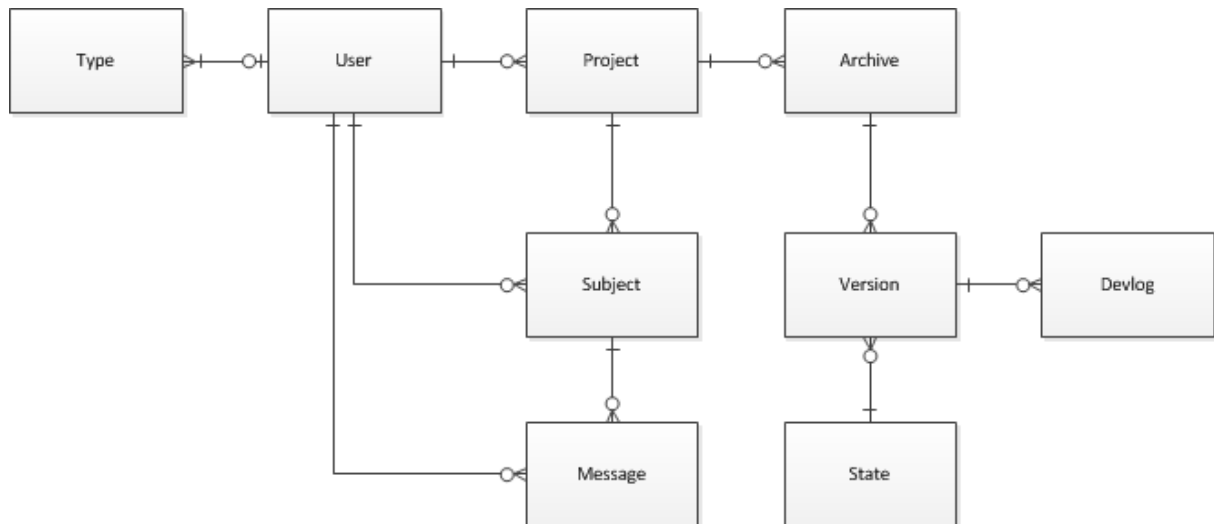 Type
User
Project
Archive
Subject
Version
Devlog
Message
State